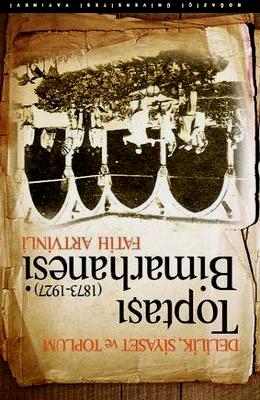 DELİLİK, SİYASET ve TOPLUM
Toptaşı
Bimarhanesi
(1873-1927)
FATİH ARTVİNLİ
BOĞAZİÇİ ÜNİVERSİTESİ YAYINEVİ